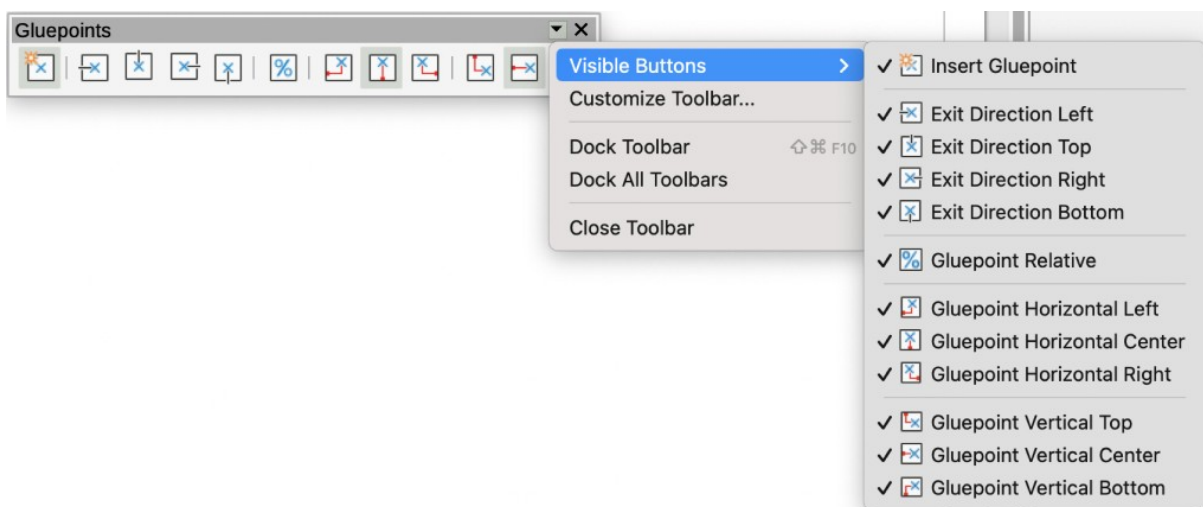 Gluepoints
%
Visible Buttons
Customize Toolbar...
Dock Toolbar ⇧⌘ F10
Dock All Toolbars
Close Toolbar
✓ Insert Gluepoint
✓ Exit Direction Left
✓ Exit Direction Top
✓ Exit Direction Right
✓ Exit Direction Bottom
✓ % Gluepoint Relative
✓ Gluepoint Horizontal Left
✓ Gluepoint Horizontal Center
✓ Gluepoint Horizontal Right
✓ Gluepoint Vertical Top
✓ Gluepoint Vertical Center
✓ Gluepoint Vertical Bottom